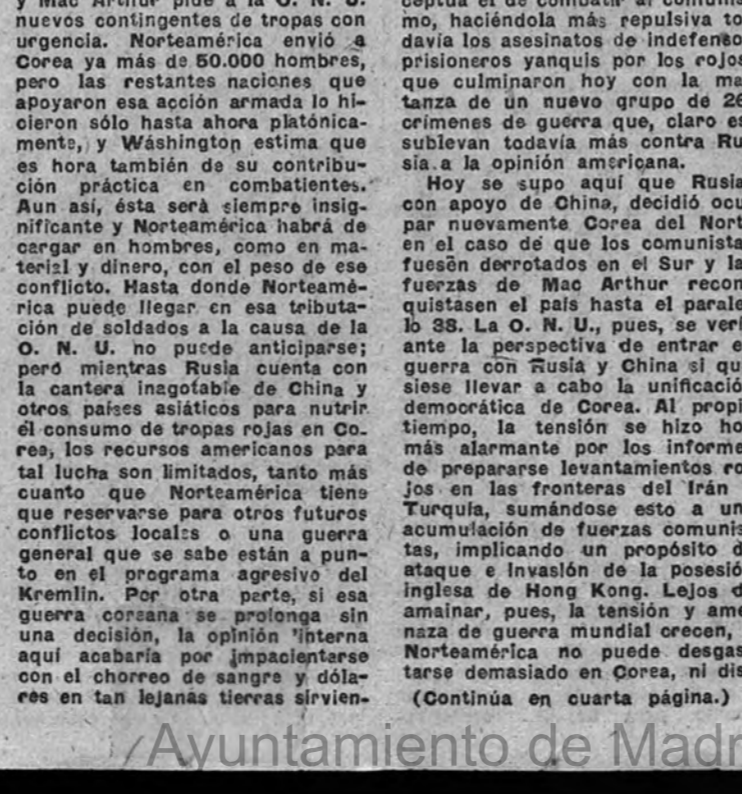 y Mac Arthur pide a la O. N. U.
nuevos contingentes de tropas con
urgencia. Norteamérica envió a
Corea ya más de 50.000 hombres,
pero las restantes naciones que
apoyaron esa acción armada lo hi-
cieron sólo hasta ahora platónica-
mente, y Wáshington estima que
es hora también de su contribu-
ción práctica en combatientes.
Aun así, ésta será siempre insig-
nificante y Norteamérica habrá de
cargar en hombres, como en ma-
terial y dinero, con el peso de ese
conflicto. Hasta donde Norteamé-
rica puede llegar en esa tributa-
ción de soldados a la causa de la
O. N. U. no puede anticiparse;
pero mientras Rusia cuenta con
la cantera inagotable de China y
otros países asiáticos para nutrir
el consumo de tropas rojas en Co-
rea, los recursos americanos para
tal lucha son limitados, tanto más
cuanto que Norteamérica tiene
que reservarse para otros futuros
conflictos locales o una guerra
general que se sabe están a pun-
to en el programa agresivo del
Kremlin. Por otra parte, si esa
guerra coreana se prolonga sin
una decisión, la opinión interna
aquí acabaría por impacientarse
con el chorreo de sangre y dóla-
res en tan lejanas tierras sirvien-
ceptúa el de combatir al comunis
mo, haciéndola más repulsiva to
davía los asesinatos de indefenso
prisioneros yanquis por los rojos
que culminaron hoy con la ma
tanza de un nuevo grupo de 26
crímenes de guerra que, claro es
sublevan todavía más contra Ru
sia a la opinión americana.
Hoy se supo aquí que Rusia
con apoyo de China, decidió ocu
par nuevamente Corea del Nort
en el caso de que los comunista
fuesen derrotados en el Sur y la
fuerzas de Mac Arthur recon
quistasen el país hasta el parale
lo 38. La O. N. U., pues, se verí
ante la perspectiva de entrar e
guerra con Rusia y China si qui
siese llevar a cabo la unificació
democrática de Corea. Al propi
tiempo, la tensión se hizo ho
más alarmante por los informe
de prepararse levantamientos ro
jos en las fronteras del Irán
Turquía, sumándose esto a un
acumulación de fuerzas comunis
tas, implicando un propósito d
ataque e invasión de la posesió
inglesa de Hong Kong. Lejos d
amainar, pues, la tensión y ame
naza de guerra mundial crecen,
Norteamérica no puede desgas
tarse demasiado en Corea, ni dis
(Continúa en cuarta página.)
Ayuntamiento de Madr